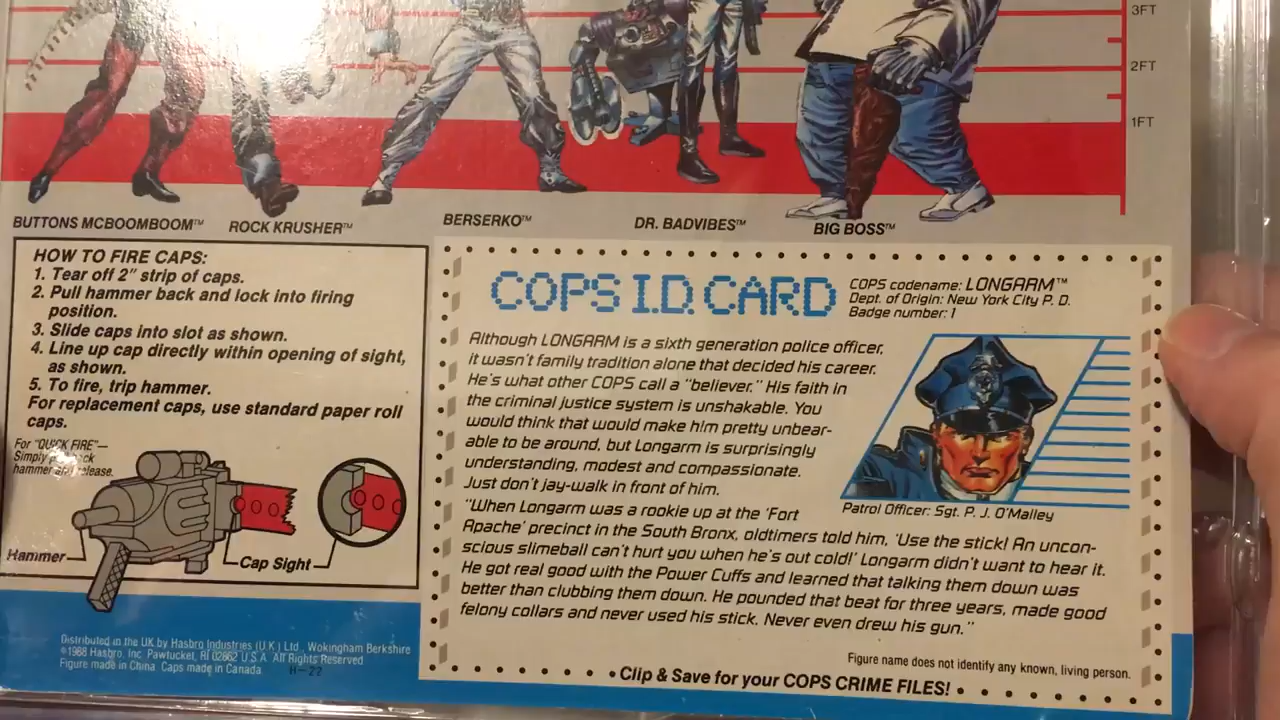 3FT
2FT
1FT
BUTTONS MCBOOMBOOM™
ROCK KRUSHER™
BERSERKO™
DR. BADVIBES™
BIG BOSS™
HOW TO FIRE CAPS:
1. Tear off 2" strip of caps.
2. Pull hammer back and lock into firing
position.
3. Slide caps into slot as shown.
4. Line up cap directly within opening of sight,
as shown.
5. To fire, trip hammer.
For replacement caps, use standard paper roll
caps.
For "QUICK FIRE"—
Simply
hammer and release.
Hammer
Cap Sight
Distributed in the UK by Hasbro Industries (U.K.) Ltd., Wokingham Berkshire
©1988 Hasbro, Inc. Pawtucket, RI 02862 U.S.A. All Rights Reserved
Figure made in China. Caps made in Canada. H-22
COPS I.D. CARD
COPS codename: LONGARM™
Dept. of Origin: New York City P. D.
Badge number: 1
Although LONGARM is a sixth generation police officer,
it wasn't family tradition alone that decided his career.
He's what other COPS call a "believer." His faith in
the criminal justice system is unshakable. You
would think that would make him pretty unbear-
able to be around, but Longarm is surprisingly
understanding, modest and compassionate.
Just don't jay-walk in front of him.
Patrol Officer: Sgt. P. J. O'Malley
"When Longarm was a rookie up at the 'Fort
Apache' precinct in the South Bronx, oldtimers told him, 'Use the stick! An uncon-
scious slimeball can't hurt you when he's out cold!' Longarm didn't want to hear it.
He got real good with the Power Cuffs and learned that talking them down was
better than clubbing them down. He pounded that beat for three years, made good
felony collars and never used his stick. Never even drew his gun."
Figure name does not identify any known, living person.
Clip & Save for your COPS CRIME FILES!